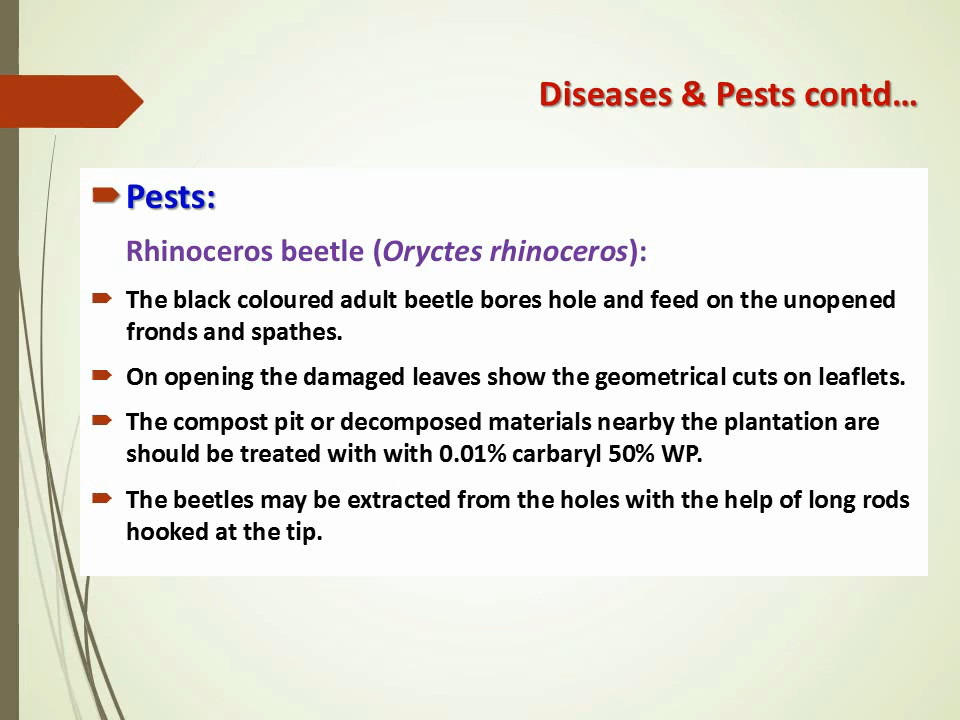 Diseases & Pests contd...
Pests:
Rhinoceros beetle (Oryctes rhinoceros):
The black coloured adult beetle bores hole and feed on the unopened
fronds and spathes.
On opening the damaged leaves show the geometrical cuts on leaflets.
The compost pit or decomposed materials nearby the plantation are
should be treated with with 0.01% carbaryl 50% WP.
The beetles may be extracted from the holes with the help of long rods
hooked at the tip.